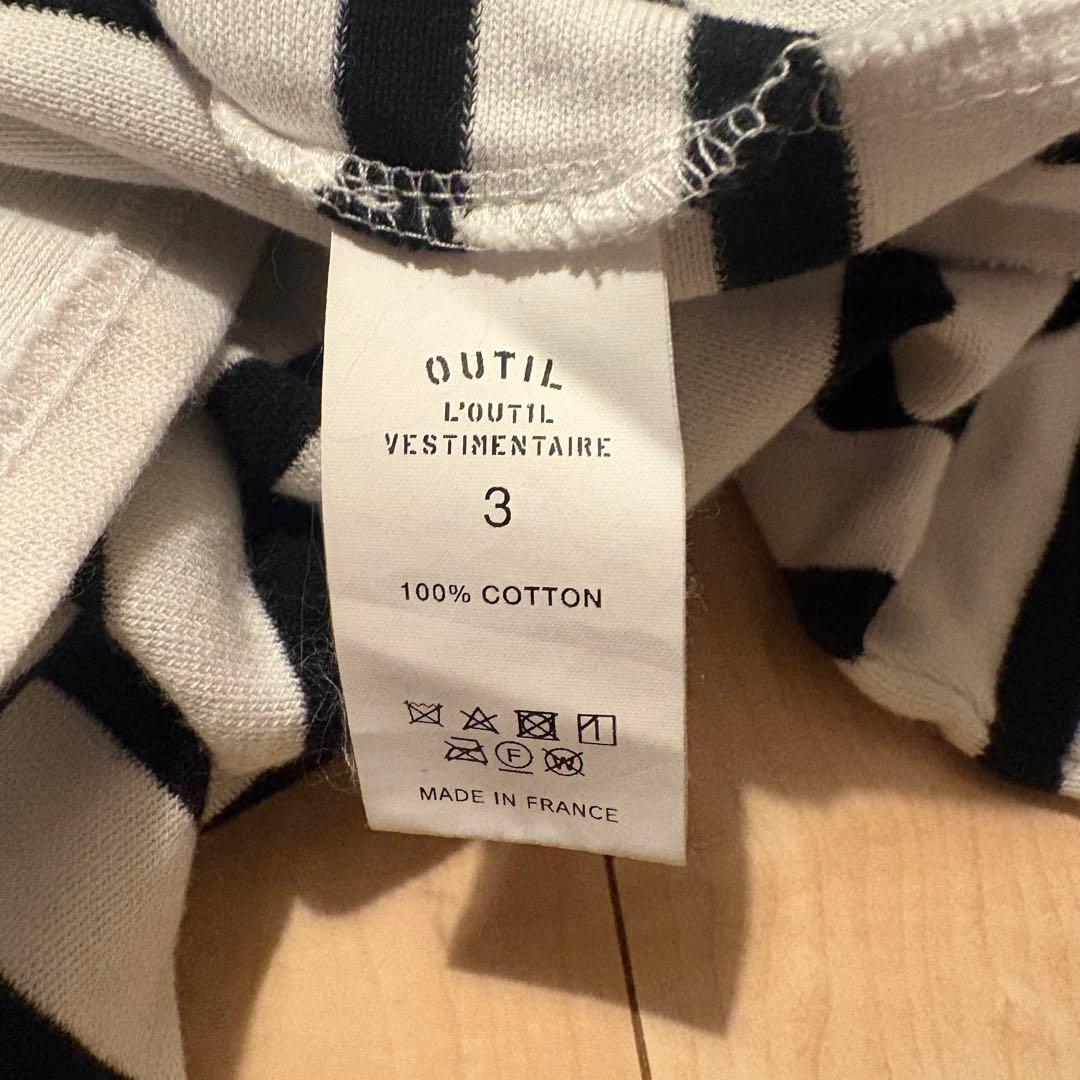 OUTIL
L'OUTIL
VESTIMENTAIRE
3
100% COTTON
F W
MADE IN FRANCE